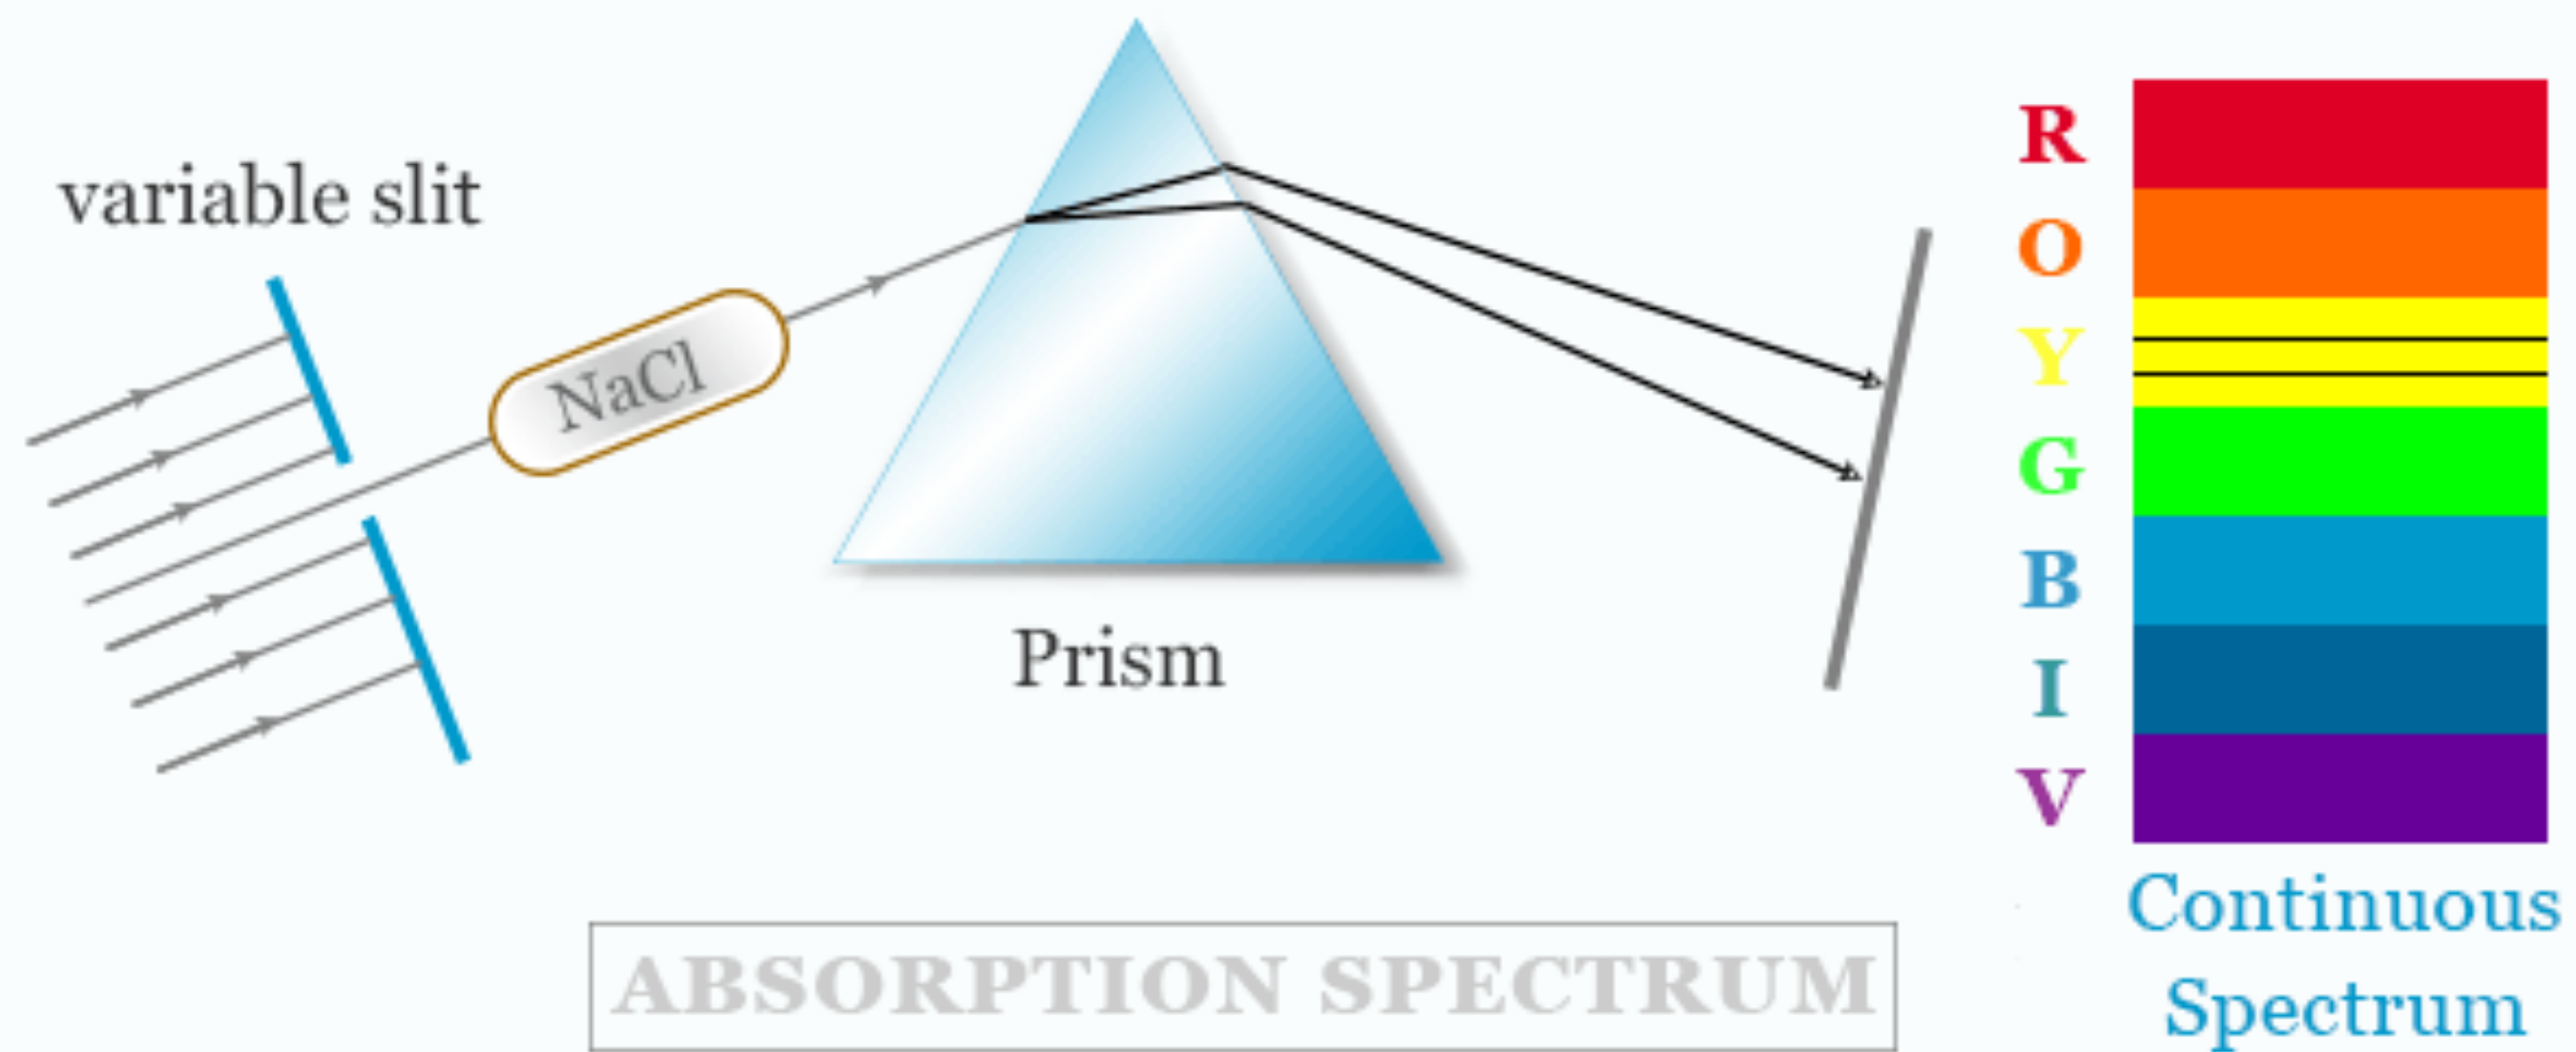 variable slit
NaCl
Prism
R
O
Y
G
B
I
V
Continuous
Spectrum
ABSORPTION SPECTRUM